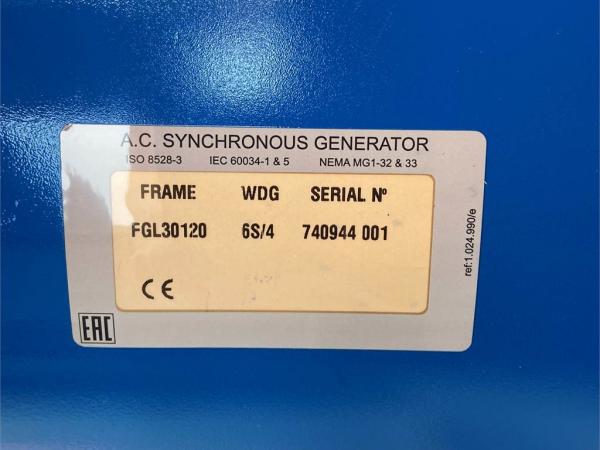 A.C. SYNCHRONOUS GENERATOR
ISO 8528-3 IEC 60034-1 & 5 NEMA MG1-32 & 33
FRAME WDG SERIAL Nº
FGL30120 6S/4 740944 001
CE
EAC
ref:1.024.990/e